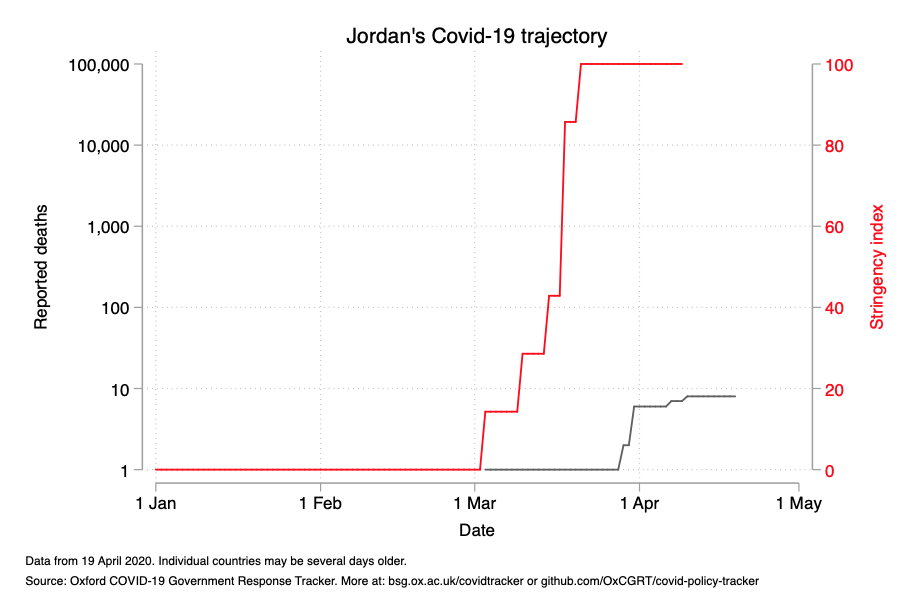 Jordan's Covid-19 trajectory
100,000
10,000
1,000
100
10
1
Reported deaths
100
80
60
40
20
0
Stringency index
1 Jan
1 Feb
1 Mar
1 Apr
1 May
Date
Data from 19 April 2020. Individual countries may be several days older.
Source: Oxford COVID-19 Government Response Tracker. More at: bsg.ox.ac.uk/covidtracker or github.com/OxCGRT/covid-policy-tracker